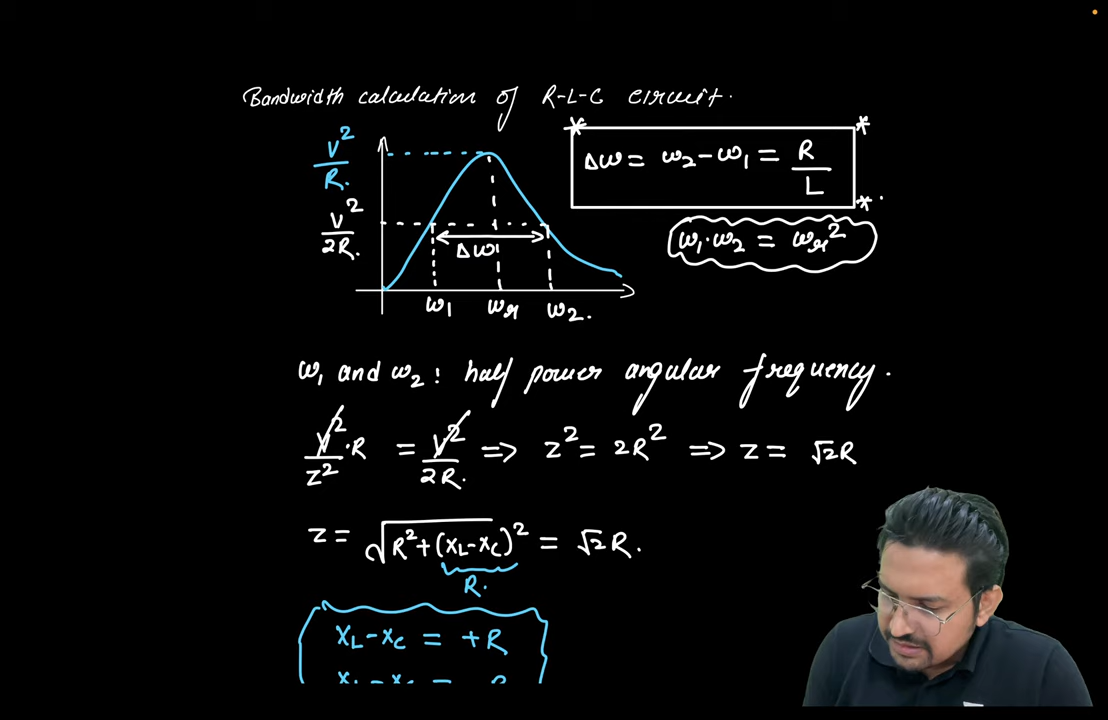 Bandwidth calculation of R-L-C circuit.
V²/R.
V²/2R.
Δω
ω₁ ωᵣ ω₂.
Δω = ω₂-ω₁ = R/L
ω₁·ω₂ = ωᵣ²
ω₁ and ω₂ : half power angular frequency.
V²/Z² ·R = V²/2R. ⇒ Z² = 2R² ⇒ Z = √2R
Z = √R²+(XL-XC)² = √2R.
R.
XL-XC = +R